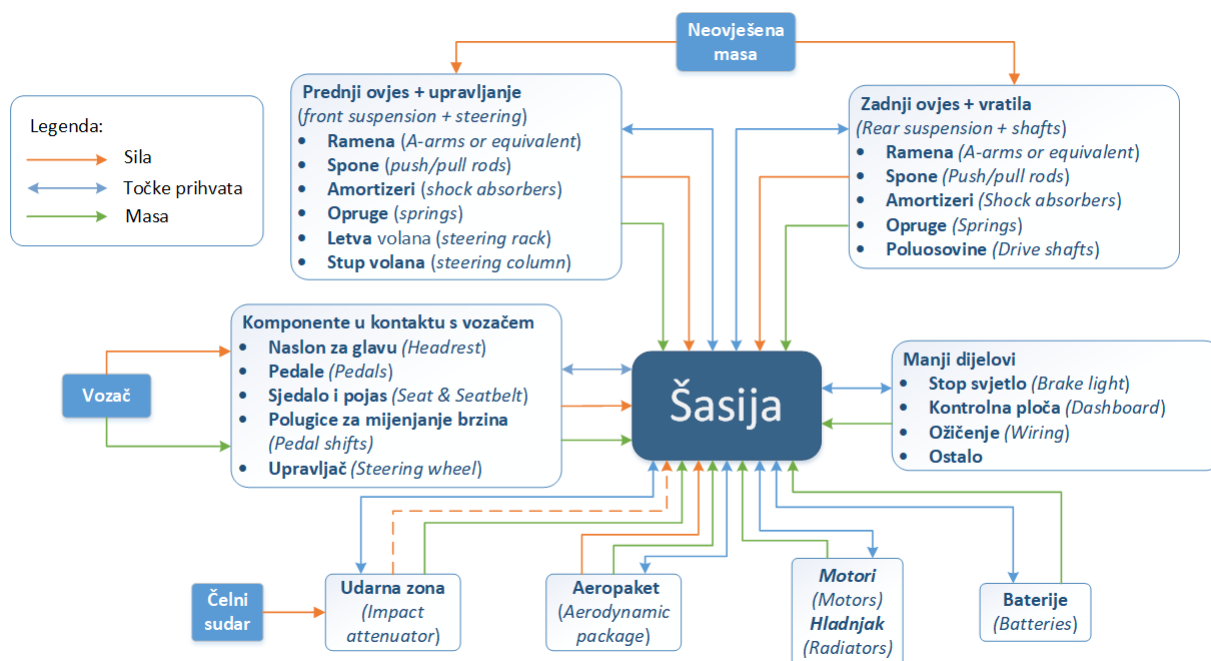 Neovješena
masa
Legenda:
Sila
Točke prihvata
Masa
Prednji ovjes + upravljanje
(front suspension + steering)
• Ramena (A-arms or equivalent)
• Spone (push/pull rods)
• Amortizeri (shock absorbers)
• Opruge (springs)
• Letva volana (steering rack)
• Stup volana (steering column)
Zadnji ovjes + vratila
(Rear suspension + shafts)
• Ramena (A-arms or equivalent)
• Spone (Push/pull rods)
• Amortizeri (Shock absorbers)
• Opruge (Springs)
• Poluosovine (Drive shafts)
Vozač
Komponente u kontaktu s vozačem
• Naslon za glavu (Headrest)
• Pedale (Pedals)
• Sjedalo i pojas (Seat & Seatbelt)
• Polugice za mijenjanje brzina
(Pedal shifts)
• Upravljač (Steering wheel)
Šasija
Manji dijelovi
• Stop svjetlo (Brake light)
• Kontrolna ploča (Dashboard)
• Ožičenje (Wiring)
• Ostalo
Čelni
sudar
Udarna zona
(Impact
attenuator)
Aeropaket
(Aerodynamic
package)
Motori
(Motors)
Hladnjak
(Radiators)
Baterije
(Batteries)